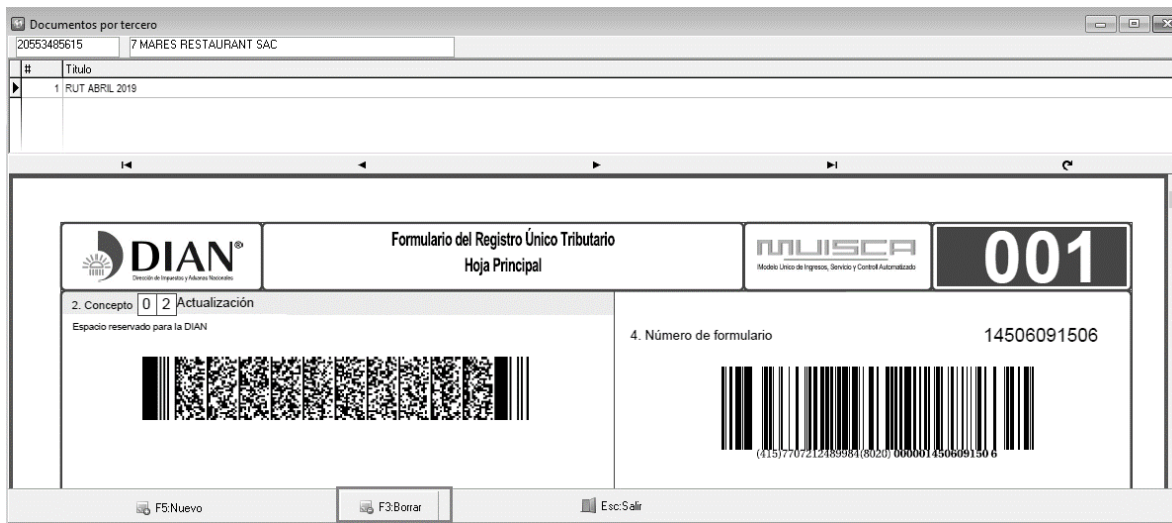 Documentos por tercero
20553485615 7 MARES RESTAURANT SAC
# Titulo
1 RUT ABRIL 2019
DIAN®
Dirección de Impuestos y Aduanas Nacionales
Formulario del Registro Único Tributario
Hoja Principal
MUISCA
Modelo Unico de Ingresos, Servicio y Control Automatizado
001
2. Concepto 0 2 Actualización
Espacio reservado para la DIAN
4. Número de formulario 14506091506
(415)7707212489984(8020) 000001450609150 6
F5:Nuevo F3:Borrar Esc:Salir